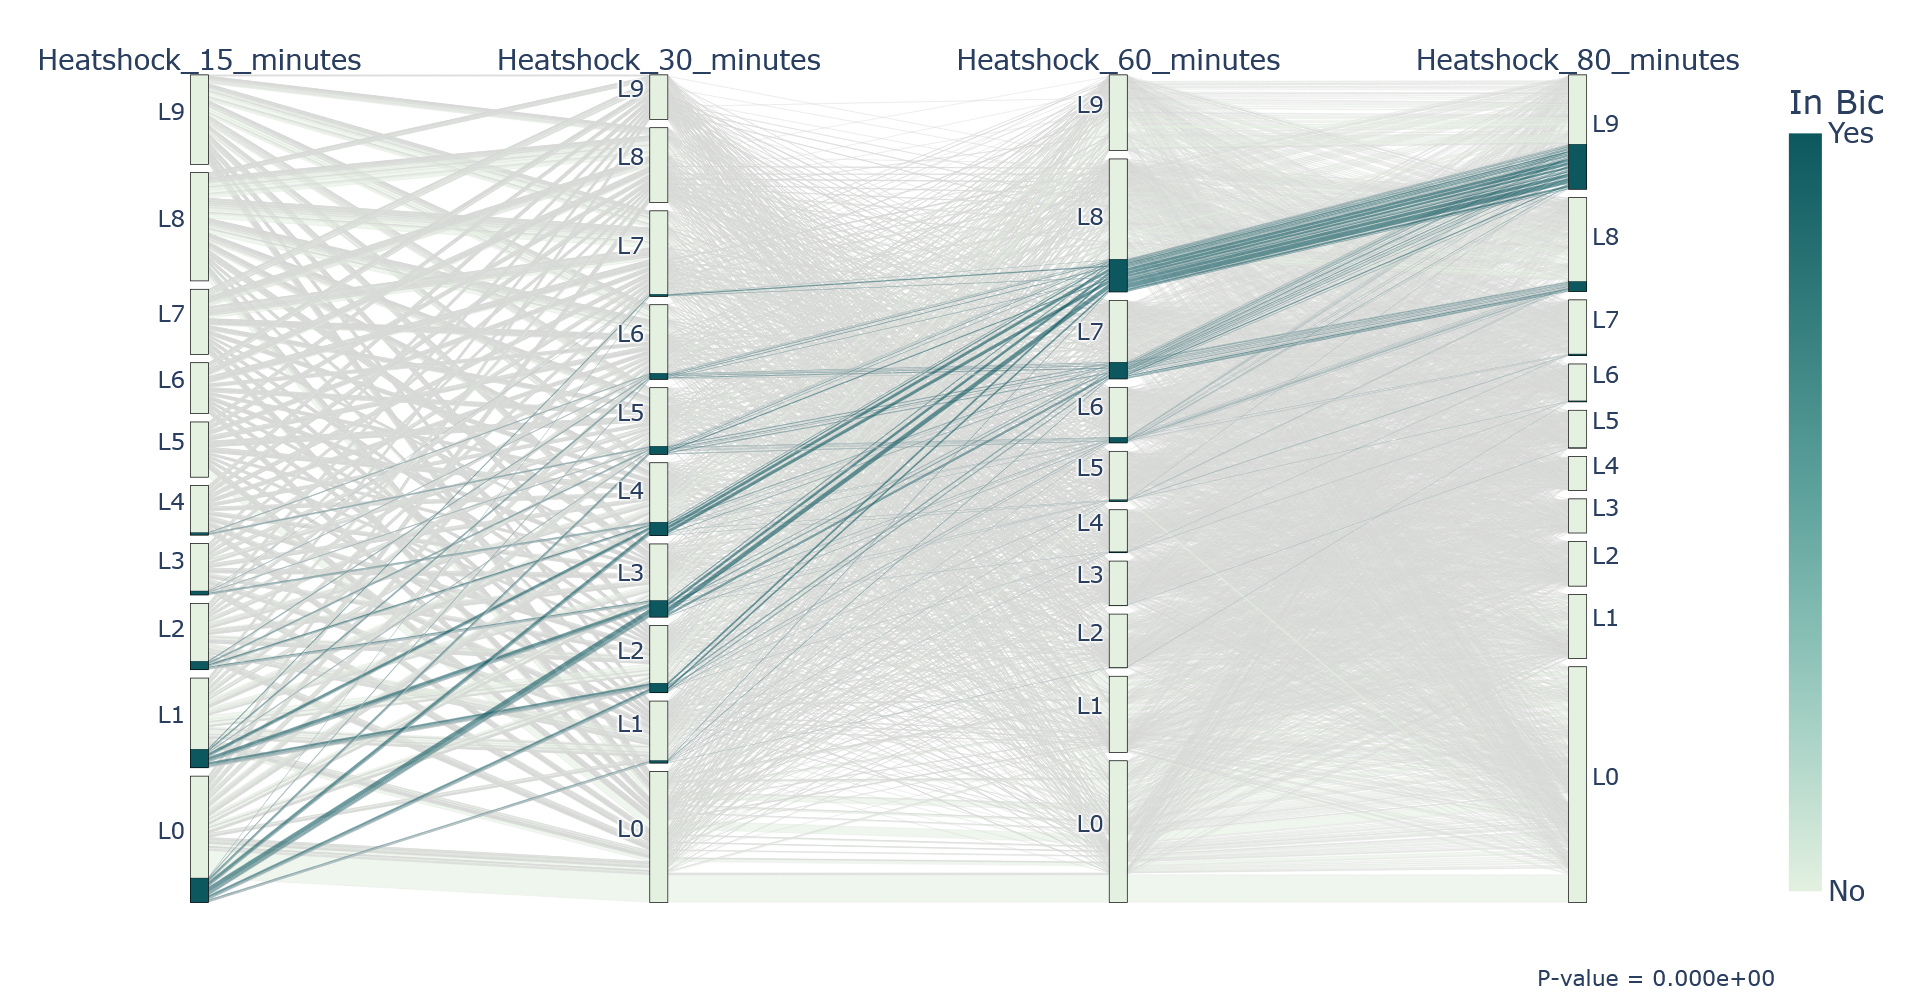 Heatshock_15_minutes
Heatshock_30_minutes
Heatshock_60_minutes
Heatshock_80_minutes
L9
L8
L7
L6
L5
L4
L3
L2
L1
L0
L9
L8
L7
L6
L5
L4
L3
L2
L1
L0
L9
L8
L7
L6
L5
L4
L3
L2
L1
L0
L9
L8
L7
L6
L5
L4
L3
L2
L1
L0
In Bic
Yes
No
P-value = 0.000e+00